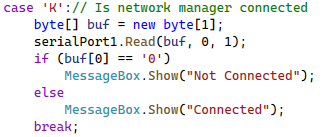 case 'K':// Is network manager connected
byte[] buf = new byte[1];
serialPort1.Read(buf, 0, 1);
if (buf[0] == '0')
MessageBox.Show("Not Connected");
else
MessageBox.Show("Connected");
break;